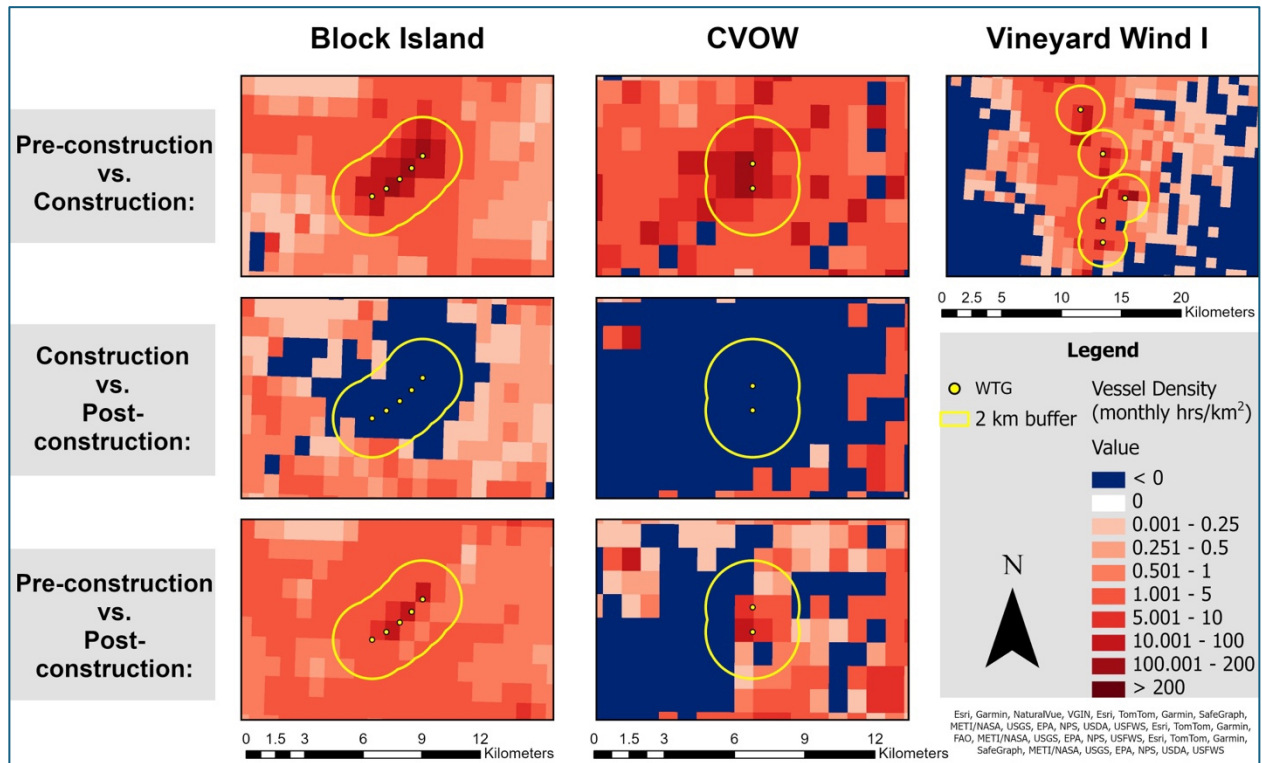 Block Island
CVOW
Vineyard Wind I
Pre-construction
vs.
Construction:
0 2.5 5 10 15 20
Kilometers
Construction
vs.
Post-
construction:
Legend
WTG
2 km buffer
Vessel Density
(monthly hrs/km²)
Value
< 0
0
0.001 - 0.25
0.251 - 0.5
0.501 - 1
1.001 - 5
5.001 - 10
10.001 - 100
100.001 - 200
> 200
N
Pre-construction
vs.
Post-
construction:
0 1.5 3 6 9 12
Kilometers
0 1.5 3 6 9 12
Kilometers
Esri, Garmin, NaturalVue, VGIN, Esri, TomTom, Garmin, SafeGraph,
METI/NASA, USGS, EPA, NPS, USDA, USFWS, Esri, TomTom, Garmin,
FAO, METI/NASA, USGS, EPA, NPS, USFWS, Esri, TomTom, Garmin,
SafeGraph, METI/NASA, USGS, EPA, NPS, USDA, USFWS